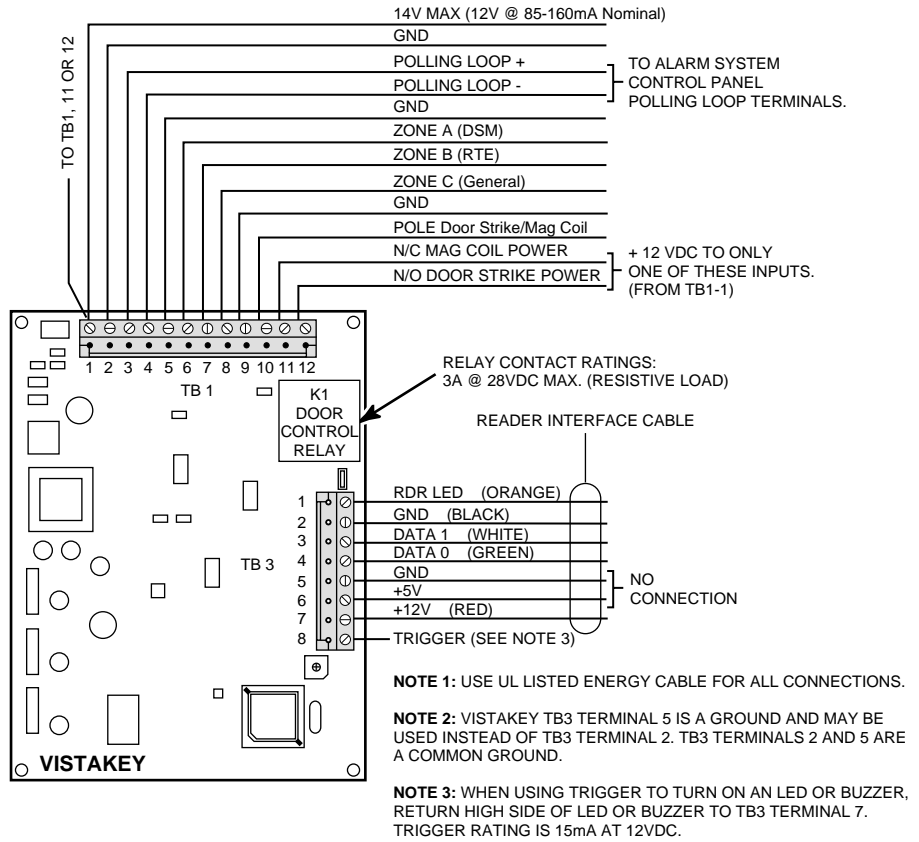 14V MAX (12V @ 85-160mA Nominal)
GND
POLLING LOOP +
POLLING LOOP -
TO ALARM SYSTEM
CONTROL PANEL
POLLING LOOP TERMINALS.
GND
ZONE A (DSM)
ZONE B (RTE)
ZONE C (General)
GND
POLE Door Strike/Mag Coil
N/C MAG COIL POWER
N/O DOOR STRIKE POWER
+ 12 VDC TO ONLY
ONE OF THESE INPUTS.
(FROM TB1-1)
TO TB1, 11 OR 12
1 2 3 4 5 6 7 8 9 10 11 12
TB 1
K1
DOOR
CONTROL
RELAY
RELAY CONTACT RATINGS:
3A @ 28VDC MAX. (RESISTIVE LOAD)
READER INTERFACE CABLE
1 RDR LED (ORANGE)
2 GND (BLACK)
3 DATA 1 (WHITE)
4 DATA 0 (GREEN)
5 GND
6 +5V
7 +12V (RED)
8 TRIGGER (SEE NOTE 3)
TB 3
NO
CONNECTION
VISTAKEY
NOTE 1: USE UL LISTED ENERGY CABLE FOR ALL CONNECTIONS.
NOTE 2: VISTAKEY TB3 TERMINAL 5 IS A GROUND AND MAY BE
USED INSTEAD OF TB3 TERMINAL 2. TB3 TERMINALS 2 AND 5 ARE
A COMMON GROUND.
NOTE 3: WHEN USING TRIGGER TO TURN ON AN LED OR BUZZER,
RETURN HIGH SIDE OF LED OR BUZZER TO TB3 TERMINAL 7.
TRIGGER RATING IS 15mA AT 12VDC.